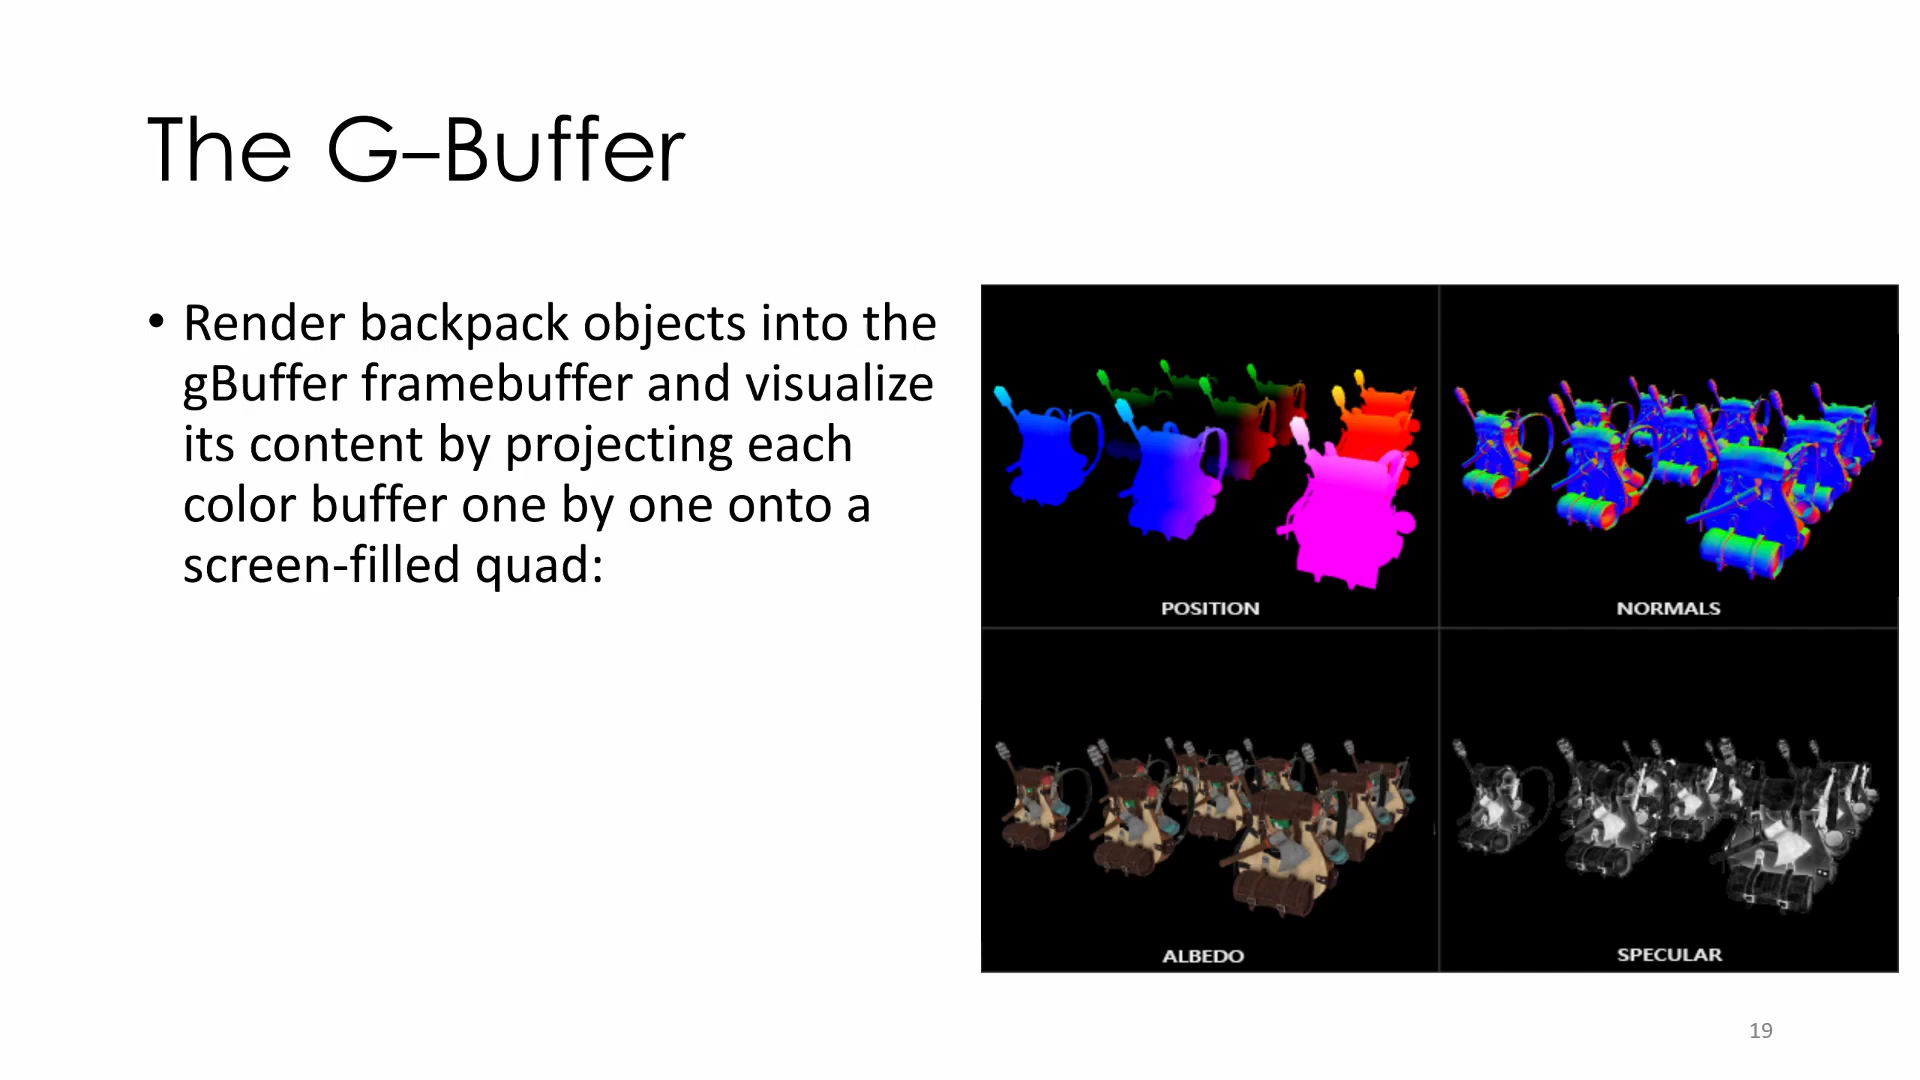 The G–Buffer
• Render backpack objects into the
gBuffer framebuffer and visualize
its content by projecting each
color buffer one by one onto a
screen-filled quad:
POSITION
NORMALS
ALBEDO
SPECULAR
19